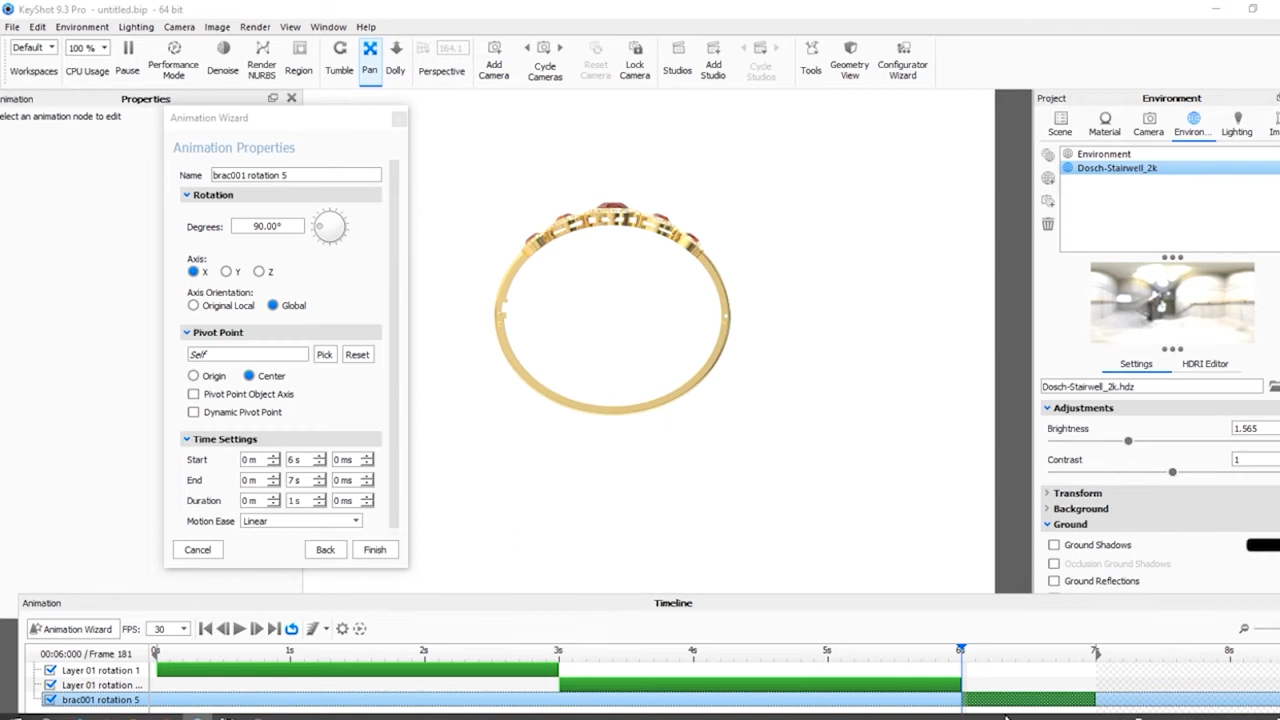 KeyShot 9.3 Pro - untitled.bip - 64 bit
File Edit Environment Lighting Camera Image Render View Window Help
Default 100 % 164.1
Workspaces CPU Usage Pause Performance Mode Denoise Render NURBS Region Tumble Pan Dolly Perspective Add Camera Cycle Cameras Reset Camera Lock Camera Studios Add Studio Cycle Studios Tools Geometry View Configurator Wizard
nimation Properties
elect an animation node to edit
Animation Wizard
Animation Properties
Name brac001 rotation 5
Rotation
Degrees: 90.00°
Axis:
X Y Z
Axis Orientation:
Original Local Global
Pivot Point
Self Pick Reset
Origin Center
Pivot Point Object Axis
Dynamic Pivot Point
Time Settings
Start 0 m 6 s 0 ms
End 0 m 7 s 0 ms
Duration 0 m 1 s 0 ms
Motion Ease Linear
Cancel Back Finish
Project Environment
Scene Material Camera Environ... Lighting Im
Environment
Dosch-Stairwell_2k
Settings HDRI Editor
Dosch-Stairwell_2k.hdz
Adjustments
Brightness 1.565
Contrast 1
Transform
Background
Ground
Ground Shadows
Occlusion Ground Shadows
Ground Reflections
Animation Timeline
Animation Wizard FPS: 30
00:06:000 / Frame 181 0s 1s 2s 3s 4s 5s 6s 7s 8s
Layer 01 rotation 1
Layer 01 rotation ...
brac001 rotation 5